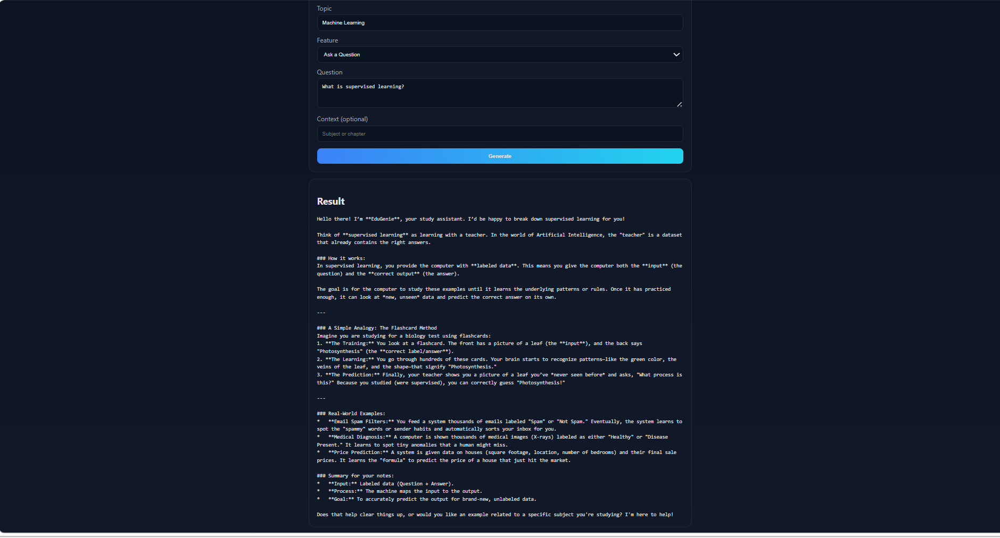 Topic
Machine Learning
Feature
Ask a Question
Question
What is supervised learning?
Context (optional)
Subject or chapter
Generate
Result
Hello there! I’m **EduGenie**, your study assistant. I’d be happy to break down supervised learning for you!
Think of **supervised learning** as learning with a teacher. In the world of Artificial Intelligence, the "teacher" is a dataset
that already contains the right answers.
### How it works:
In supervised learning, you provide the computer with **labeled data**. This means you give the computer both the **input** (the
question) and the **correct output** (the answer).
The goal is for the computer to study these examples until it learns the underlying patterns or rules. Once it has practiced
enough, it can look at *new, unseen* data and predict the correct answer on its own.
---
### A Simple Analogy: The Flashcard Method
Imagine you are studying for a biology test using flashcards:
1. **The Training:** You look at a flashcard. The front has a picture of a leaf (the **input**), and the back says
"Photosynthesis" (the **correct label/answer**).
2. **The Learning:** You go through hundreds of these cards. Your brain starts to recognize patterns—like the green color, the
veins of the leaf, and the shape—that signify "Photosynthesis."
3. **The Prediction:** Finally, your teacher shows you a picture of a leaf you’ve *never seen before* and asks, "What process is
this?" Because you studied (were supervised), you can correctly guess "Photosynthesis!"
---
### Real-World Examples:
*   **Email Spam Filters:** You feed a system thousands of emails labeled "Spam" or "Not Spam." Eventually, the system learns to
spot the "spammy" words or sender habits and automatically sorts your inbox for you.
*   **Medical Diagnosis:** A computer is shown thousands of medical images (X-rays) labeled as either "Healthy" or "Disease
Present." It learns to spot tiny anomalies that a human might miss.
*   **Price Prediction:** A system is given data on houses (square footage, location, number of bedrooms) and their final sale
prices. It learns the "formula" to predict the price of a house that just hit the market.
### Summary for your notes:
*   **Input:** Labeled data (Question + Answer).
*   **Process:** The machine maps the input to the output.
*   **Goal:** To accurately predict the output for brand-new, unlabeled data.
Does that help clear things up, or would you like an example related to a specific subject you're studying? I'm here to help!